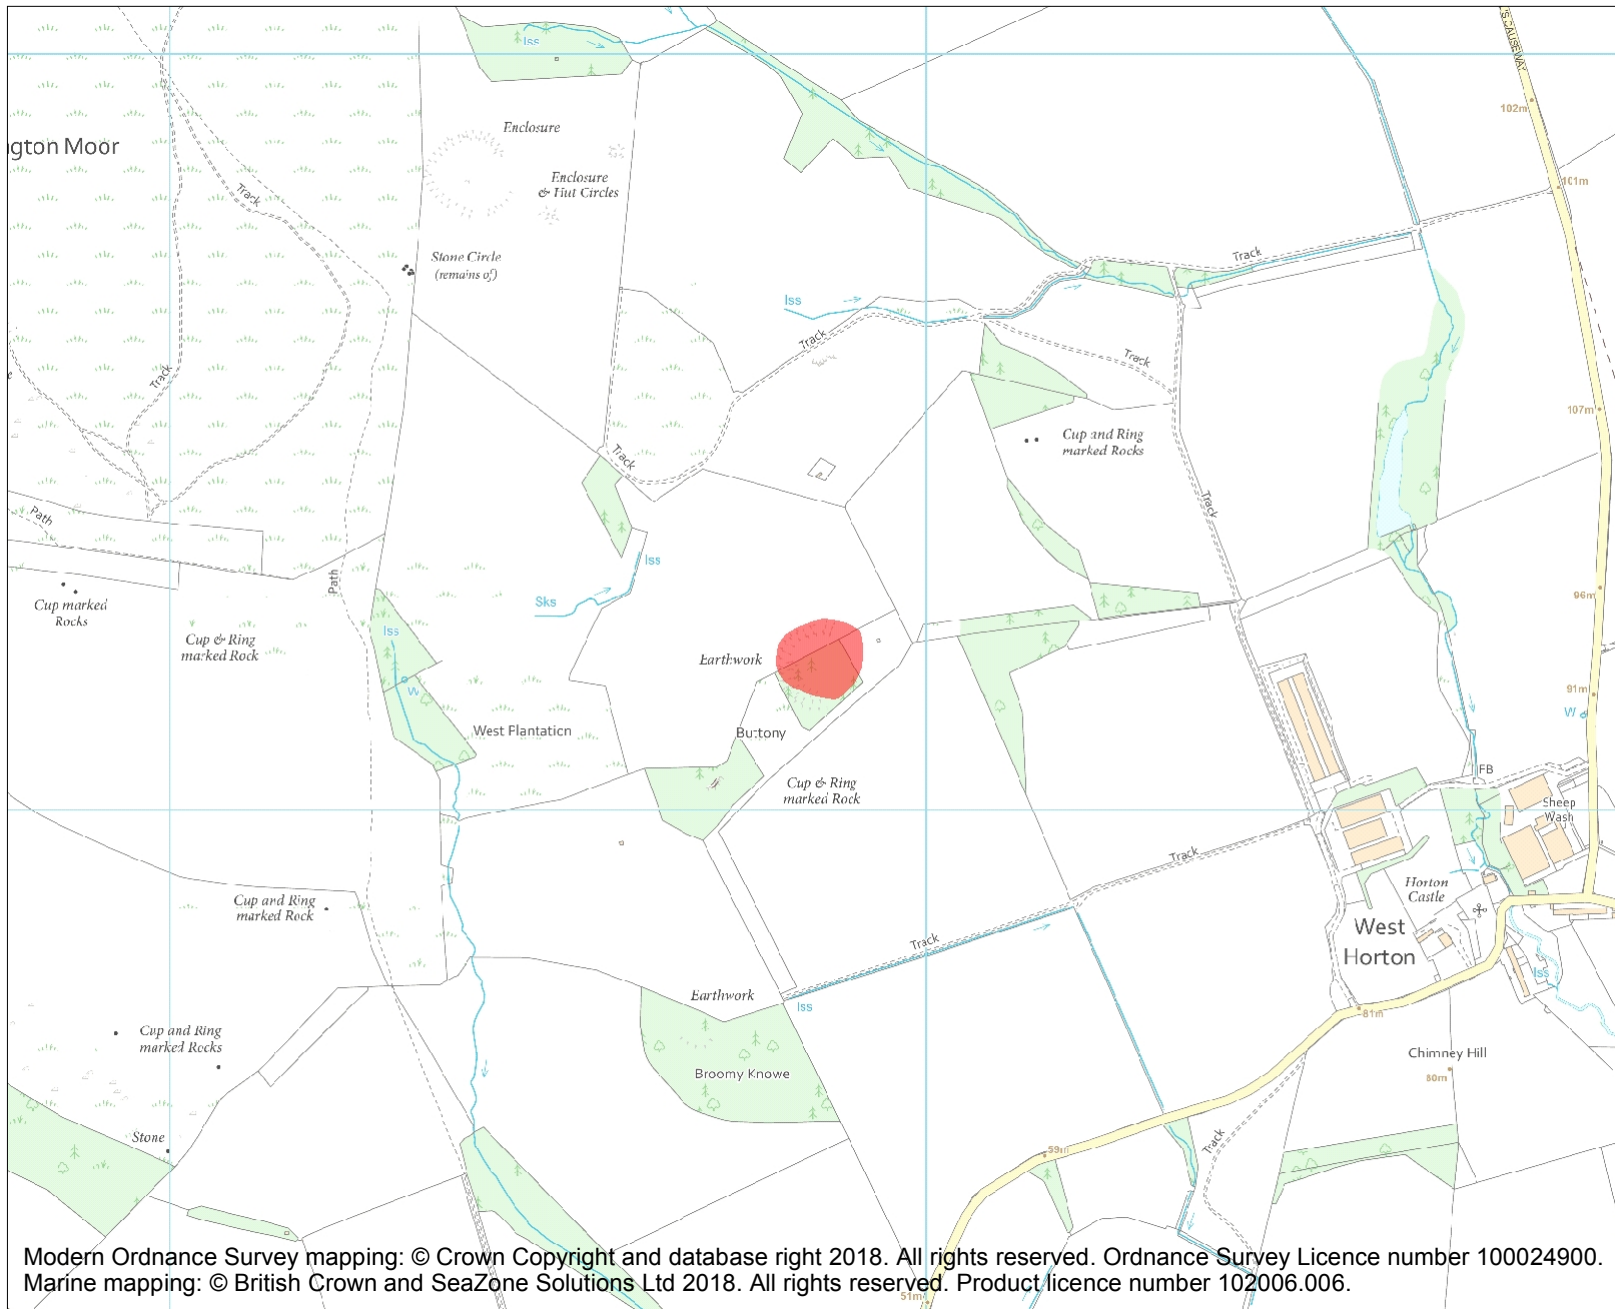 Iss
'S CAUSEWAY
102m
Enclosure
gton Moor
Enclosure
& Hut Circles
101m
Track
Stone Circle
(remains of)
Track
Iss
Track
Track
Track
107m
Cup and Ring
marked Rocks
Track
Track
Path
Iss
Path
Sks
96m
Cup marked
Rocks
Iss
Cup & Ring
marked Rock
Earthwork
W
91m
W
West Plantation
Buttony
FB
Cup & Ring
marked Rock
Sheep
Wash
Track
Horton
Castle
Cup and Ring
marked Rock
West
Horton
Track
Iss
Earthwork
Iss
81m
Cup and Ring
marked Rocks
Chimney Hill
Broomy Knowe
80m
Stone
Track
59m
Modern Ordnance Survey mapping: © Crown Copyright and database right 2018. All rights reserved. Ordnance Survey Licence number 100024900.
Marine mapping: © British Crown and SeaZone Solutions Ltd 2018. All rights reserved. Product licence number 102006.006.
51m